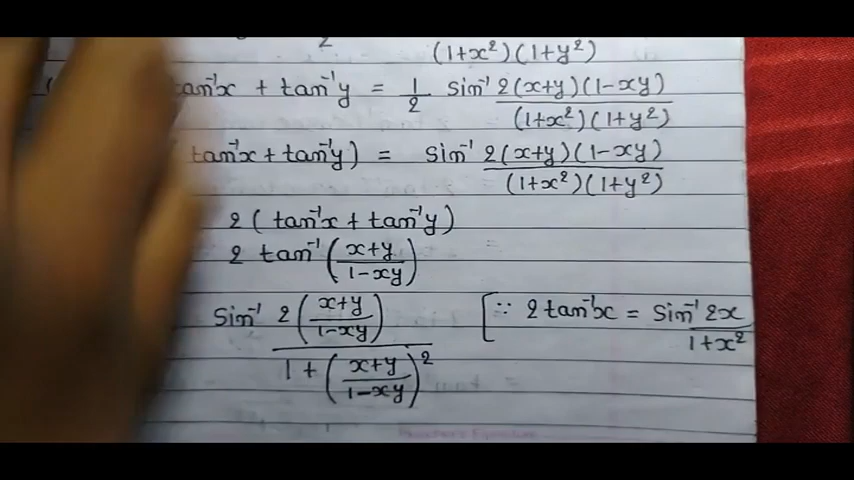 2 (1+x²)(1+y²)
tan⁻¹x + tan⁻¹y = 1/2 sin⁻¹ 2(x+y)(1-xy)/(1+x²)(1+y²)
(tan⁻¹x + tan⁻¹y) = sin⁻¹ 2(x+y)(1-xy)/(1+x²)(1+y²)
2(tan⁻¹x + tan⁻¹y)
2 tan⁻¹((x+y)/(1-xy))
sin⁻¹ 2((x+y)/(1-xy))/1+((x+y)/(1-xy))² [∵ 2tan⁻¹x = sin⁻¹ 2x/1+x²